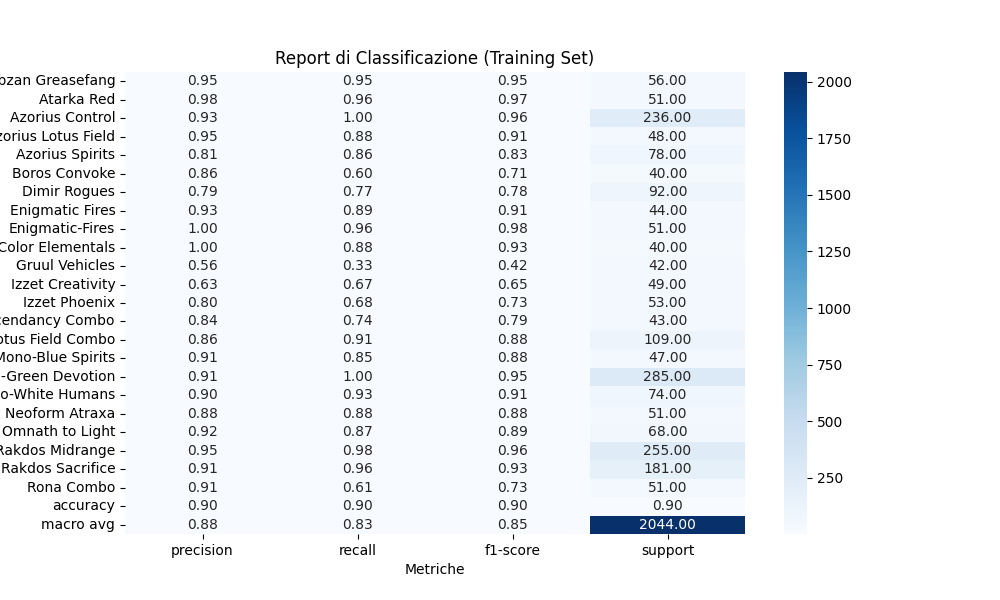 Report di Classificazione (Training Set)
Greasefang 0.95 0.95 0.95 56.00
Atarka Red 0.98 0.96 0.97 51.00
Azorius Control 0.93 1.00 0.96 236.00
Lotus Field 0.95 0.88 0.91 48.00
Azorius Spirits 0.81 0.86 0.83 78.00
Boros Convoke 0.86 0.60 0.71 40.00
Dimir Rogues 0.79 0.77 0.78 92.00
Enigmatic Fires 0.93 0.89 0.91 44.00
Enigmatic-Fires 1.00 0.96 0.98 51.00
Color Elementals 1.00 0.88 0.93 40.00
Gruul Vehicles 0.56 0.33 0.42 42.00
Izzet Creativity 0.63 0.67 0.65 49.00
Izzet Phoenix 0.80 0.68 0.73 53.00
Combo 0.84 0.74 0.79 43.00
Field Combo 0.86 0.91 0.88 109.00
Mono-Blue Spirits 0.91 0.85 0.88 47.00
-Green Devotion 0.91 1.00 0.95 285.00
-White Humans 0.90 0.93 0.91 74.00
Neoform Atraxa 0.88 0.88 0.88 51.00
Omnath to Light 0.92 0.87 0.89 68.00
Rakdos Midrange 0.95 0.98 0.96 255.00
Rakdos Sacrifice 0.91 0.96 0.93 181.00
Rona Combo 0.91 0.61 0.73 51.00
accuracy 0.90 0.90 0.90 0.90
macro avg 0.88 0.83 0.85 2044.00
precision recall f1-score support
Metriche
2000
1750
1500
1250
1000
750
500
250